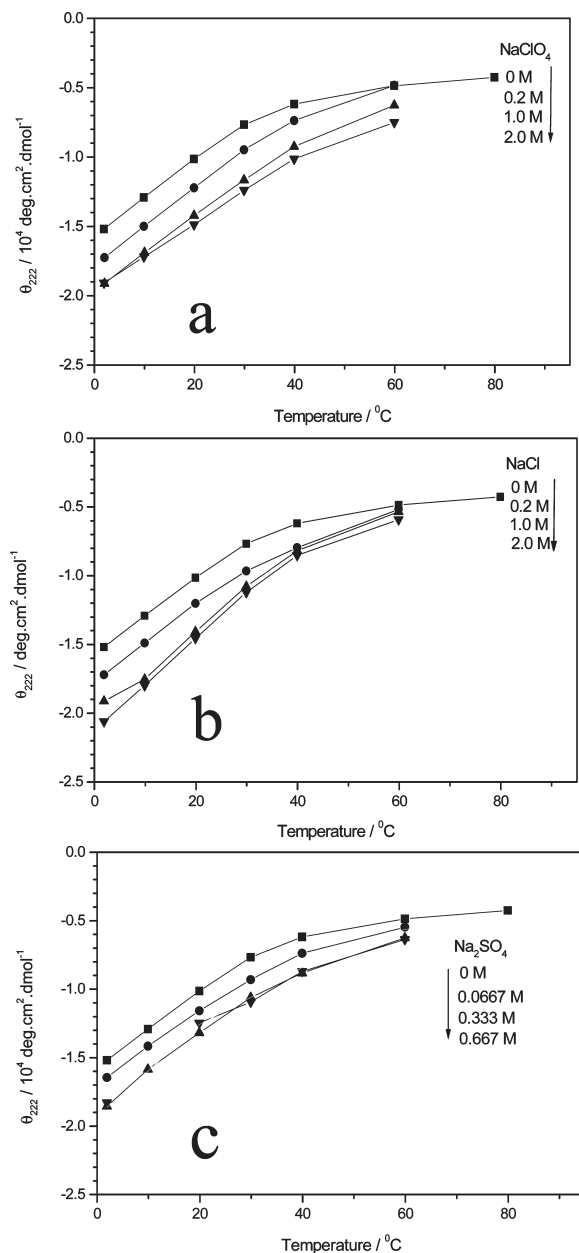 0.0
-0.5
-1.0
-1.5
-2.0
-2.5
θ₂₂₂ / 10⁴ deg.cm².dmol⁻¹
NaClO₄
0 M
0.2 M
1.0 M
2.0 M
a
0 20 40 60 80
Temperature / ⁰C
0.0
-0.5
-1.0
-1.5
-2.0
-2.5
θ₂₂₂ / deg.cm².dmol⁻¹
NaCl
0 M
0.2 M
1.0 M
2.0 M
b
0 20 40 60 80
Temperature / ⁰C
0.0
-0.5
-1.0
-1.5
-2.0
-2.5
θ₂₂₂ / 10⁴ deg.cm².dmol⁻¹
Na₂SO₄
0 M
0.0667 M
0.333 M
0.667 M
c
0 20 40 60 80
Temperature / ⁰C